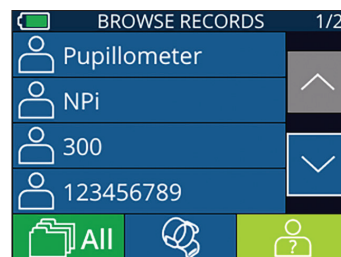 BROWSE RECORDS 1/2
Pupillometer
NPi
300
123456789
All
?